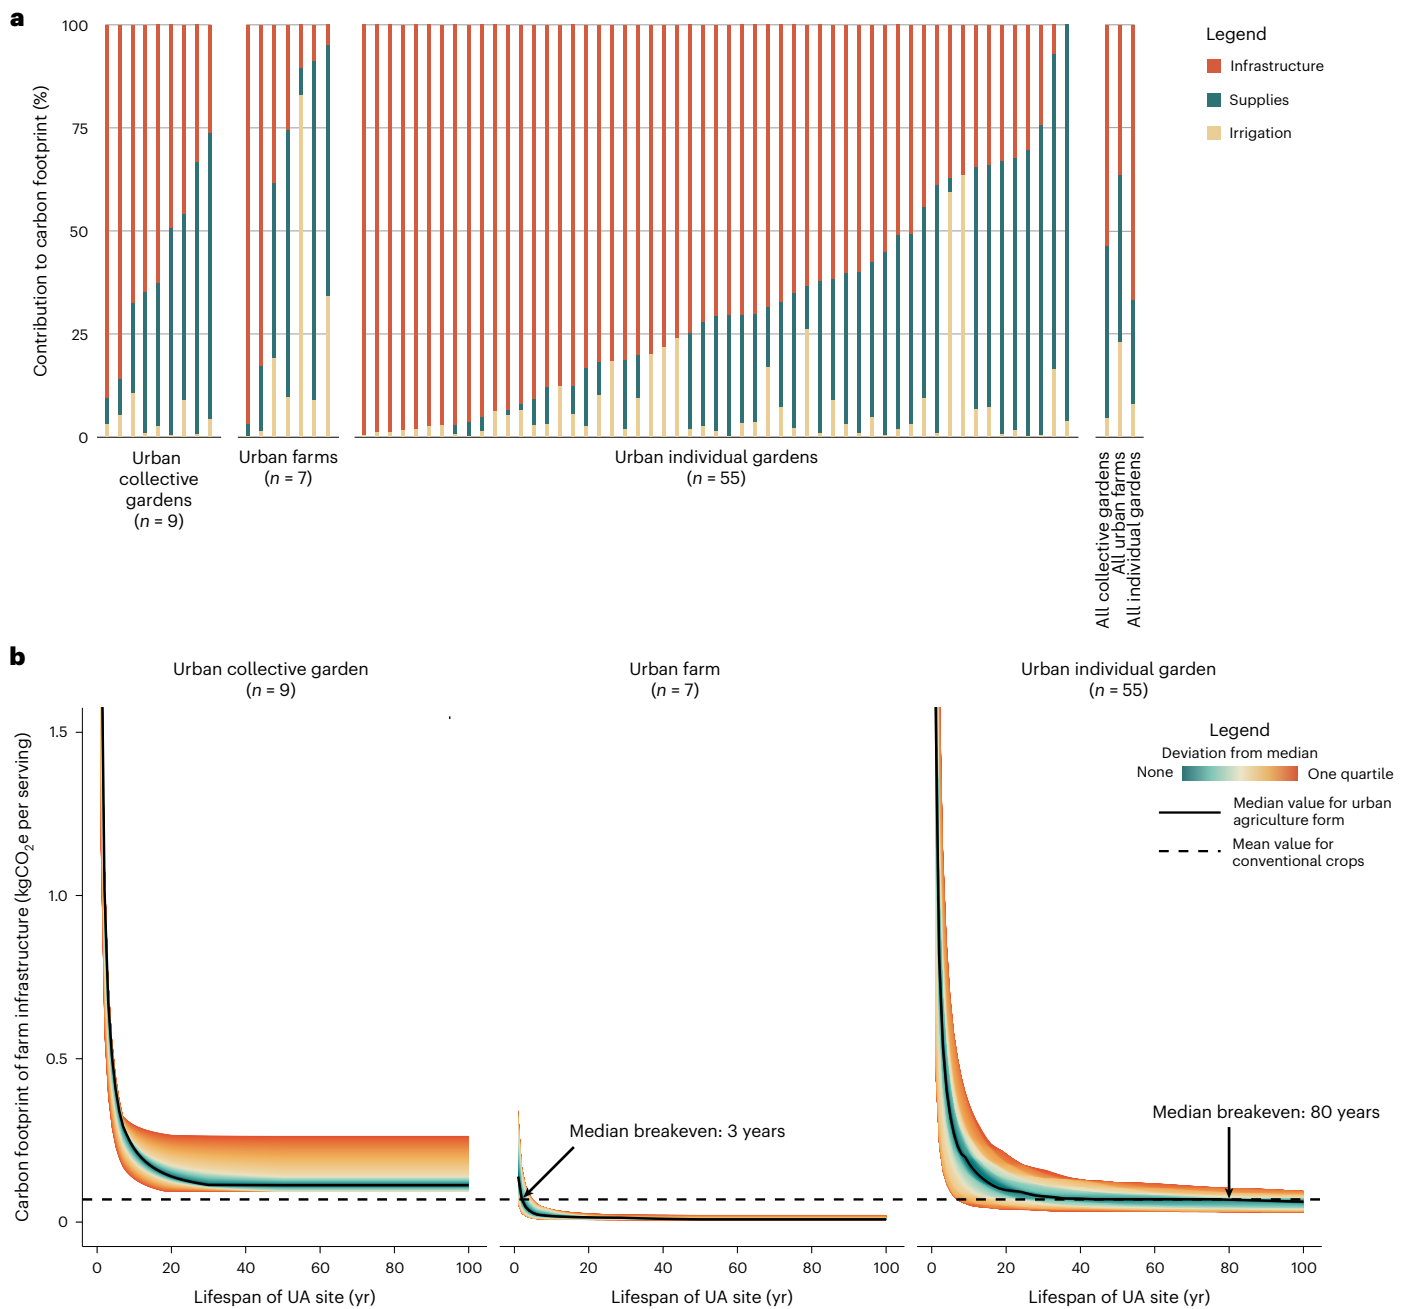 a
Contribution to carbon footprint (%)
100
75
50
25
0
Urban
collective
gardens
(n = 9)
Urban farms
(n = 7)
Urban individual gardens
(n = 55)
All collective gardens
All urban farms
All individual gardens
Legend
Infrastructure
Supplies
Irrigation
b
Carbon footprint of farm infrastructure (kgCO₂e per serving)
1.5
1.0
0.5
0
Urban collective garden
(n = 9)
0 20 40 60 80 100
Lifespan of UA site (yr)
Urban farm
(n = 7)
Median breakeven: 3 years
0 20 40 60 80 100
Lifespan of UA site (yr)
Urban individual garden
(n = 55)
Legend
Deviation from median
None One quartile
Median value for urban
agriculture form
Mean value for
conventional crops
Median breakeven: 80 years
0 20 40 60 80 100
Lifespan of UA site (yr)